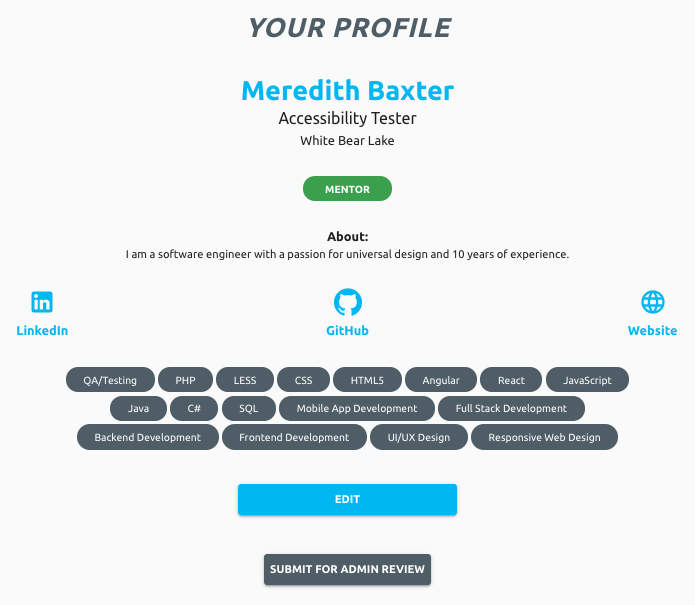 YOUR PROFILE
Meredith Baxter
Accessibility Tester
White Bear Lake
MENTOR
About:
I am a software engineer with a passion for universal design and 10 years of experience.
LinkedIn GitHub Website
QA/Testing PHP LESS CSS HTML5 Angular React JavaScript
Java C# SQL Mobile App Development Full Stack Development
Backend Development Frontend Development UI/UX Design Responsive Web Design
EDIT
SUBMIT FOR ADMIN REVIEW